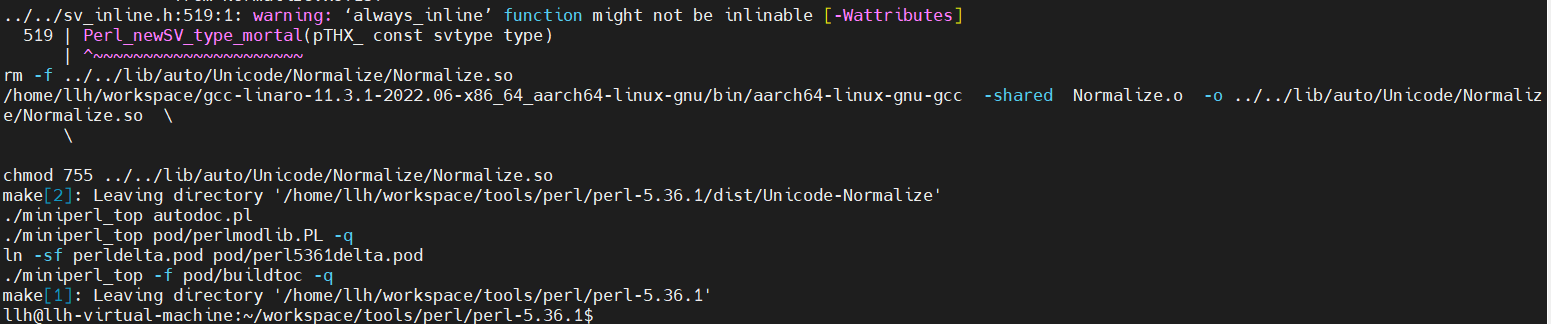 ../../sv_inline.h:519:1: warning: ‘always_inline’ function might not be inlinable [-Wattributes]
  519 | Perl_newSV_type_mortal(pTHX_ const svtype type)
      | ^~~~~~~~~~~~~~~~~~~~~~
rm -f ../../lib/auto/Unicode/Normalize/Normalize.so
/home/llh/workspace/gcc-linaro-11.3.1-2022.06-x86_64_aarch64-linux-gnu/bin/aarch64-linux-gnu-gcc  -shared  Normalize.o  -o ../../lib/auto/Unicode/Normaliz
e/Normalize.so  \
      \
chmod 755 ../../lib/auto/Unicode/Normalize/Normalize.so
make[2]: Leaving directory '/home/llh/workspace/tools/perl/perl-5.36.1/dist/Unicode-Normalize'
./miniperl_top autodoc.pl
./miniperl_top pod/perlmodlib.PL -q
ln -sf perldelta.pod pod/perl5361delta.pod
./miniperl_top -f pod/buildtoc -q
make[1]: Leaving directory '/home/llh/workspace/tools/perl/perl-5.36.1'
llh@llh-virtual-machine:~/workspace/tools/perl/perl-5.36.1$